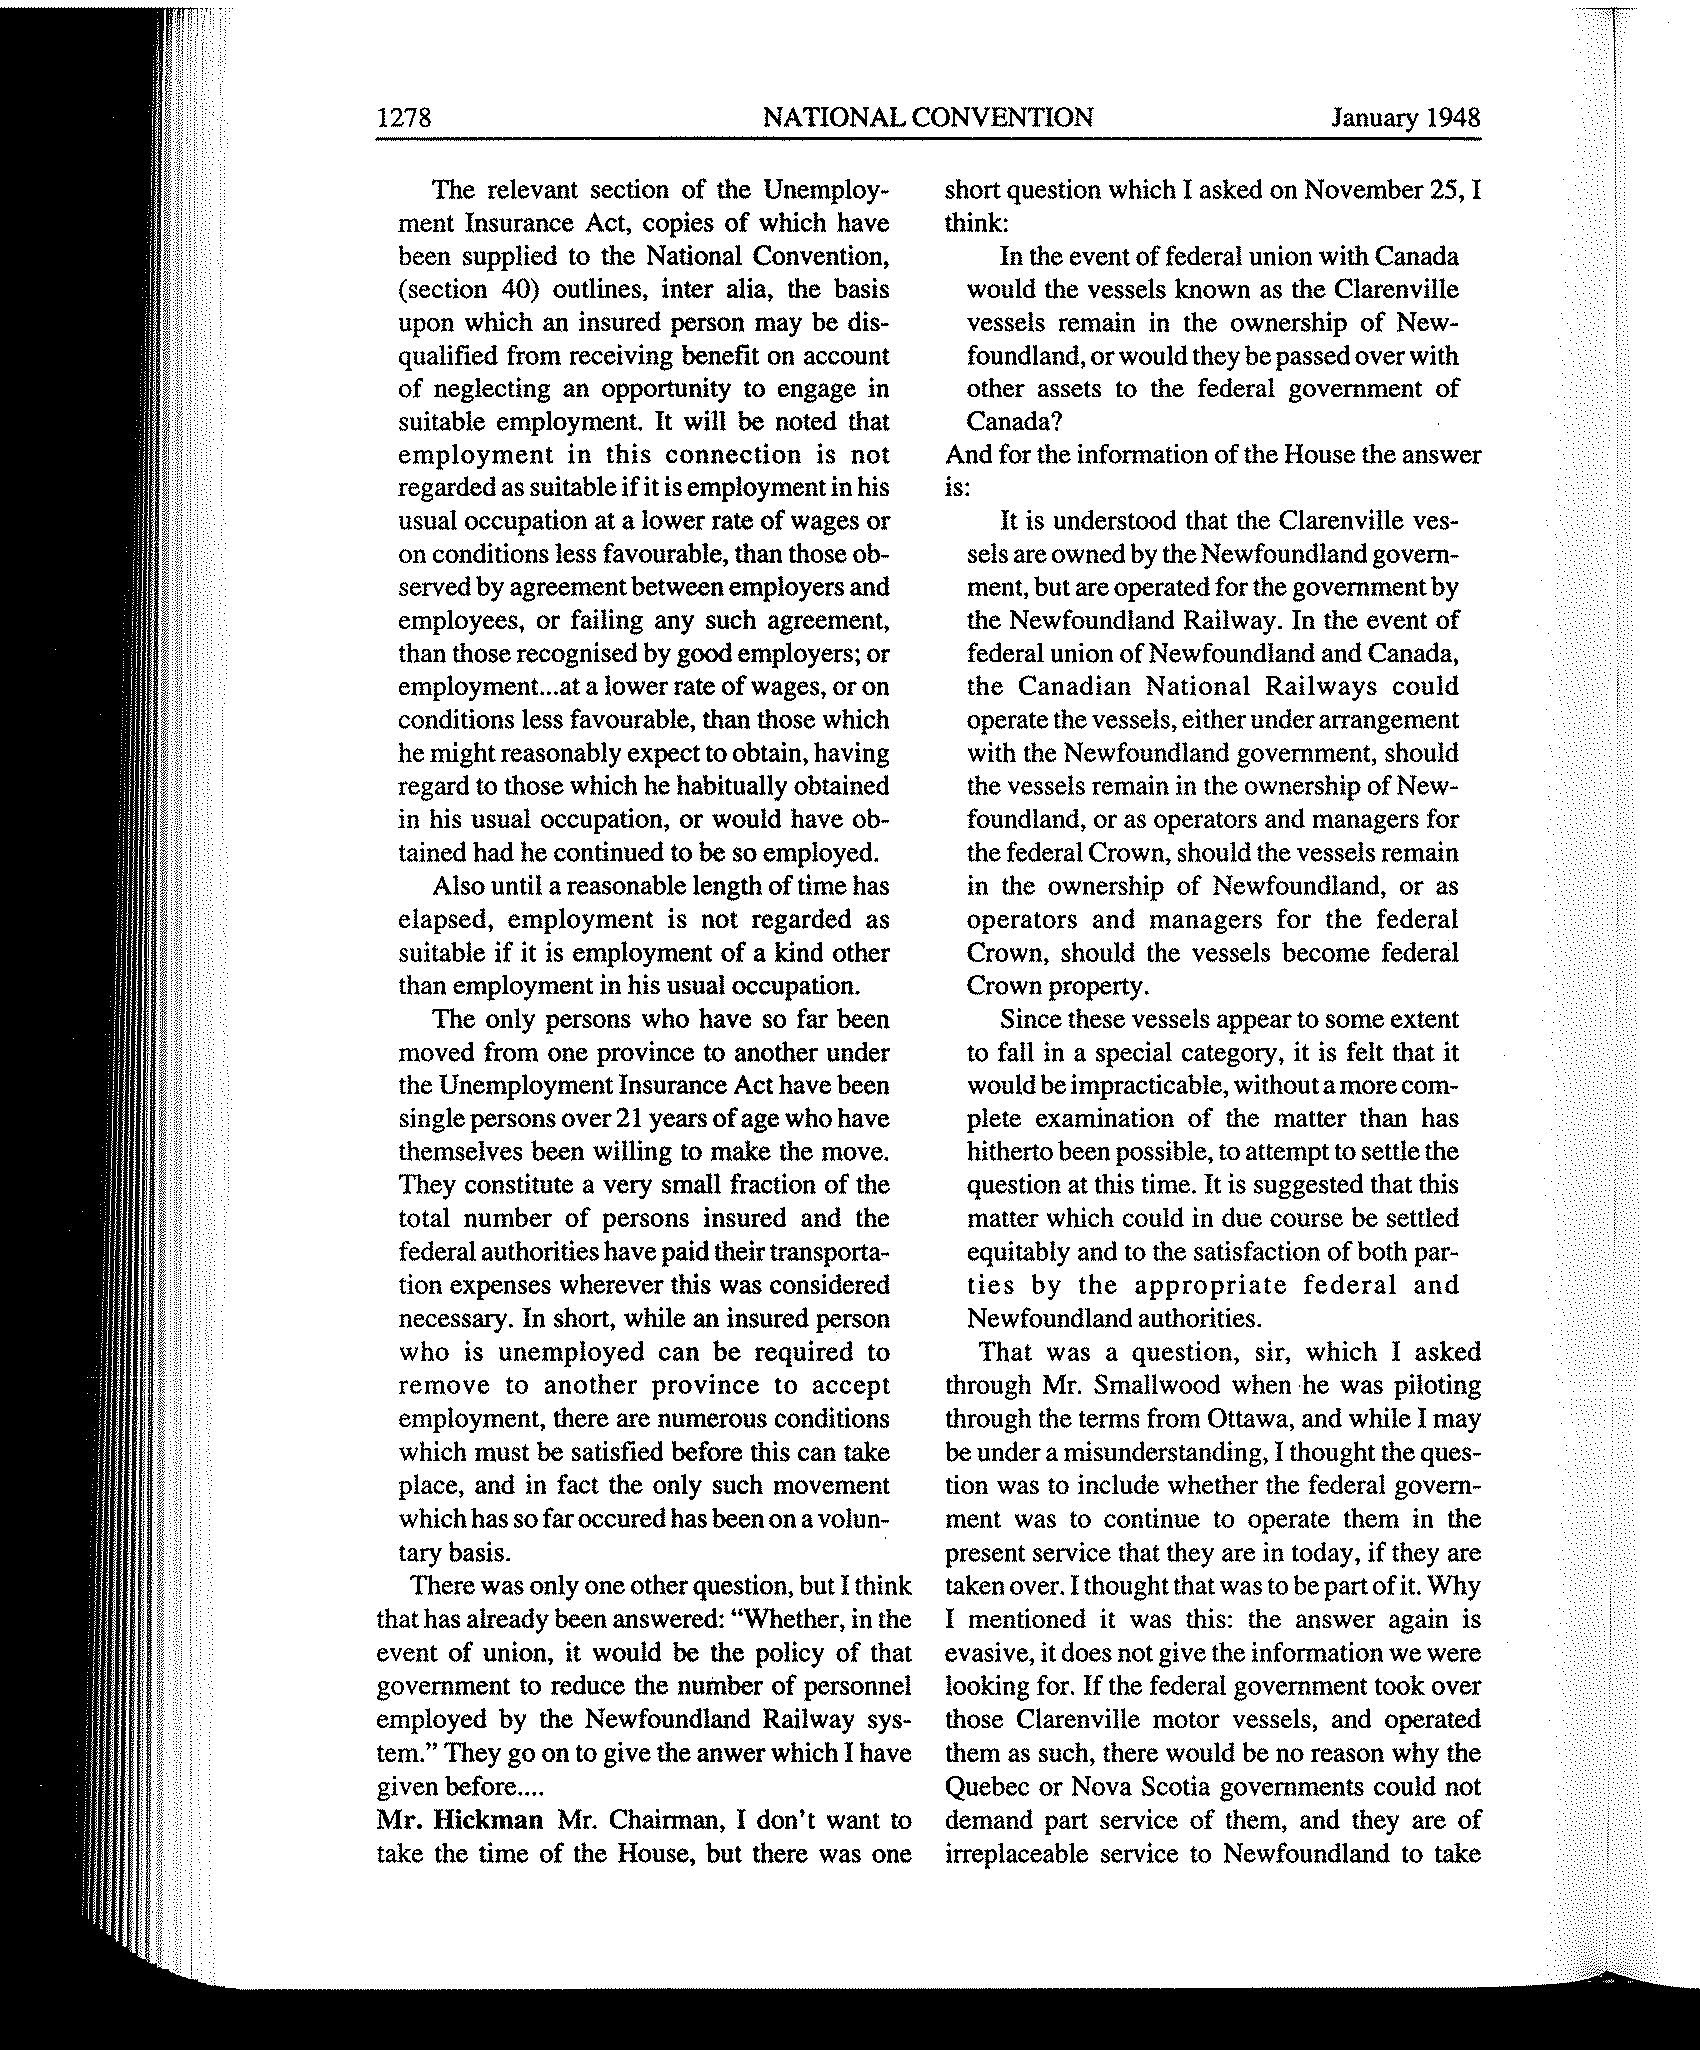 1278 NATIONAL CONVENTION January 1948
The relevant section of the Unemploy-
ment Insurance Act, copies of which have
been supplied to the National Convention,
(section 40) outlines, inter alia, the basis
upon which an insured person may be dis-
qualified from receiving benefit on account
of neglecting an opportunity to engage in
suitable employment. It will be noted that
employment in this connection is not
regarded as suitable if it is employment in his
usual occupation at a lower rate of wages or
on conditions less favourable, than those ob-
served by agreement between employers and
employees, or failing any such agreement,
than those recognised by good employers; or
employment...at a lower rate of wages, or on
conditions less favourable, than those which
he might reasonably expect to obtain, having
regard to those which he habitually obtained
in his usual occupation, or would have ob-
tained had he continued to be so employed.
Also until a reasonable length of time has
elapsed, employment is not regarded as
suitable if it is employment of a kind other
than employment in his usual occupation.
The only persons who have so far been
moved from one province to another under
the Unemployment Insurance Act have been
single persons over 21 years of age who have
themselves been willing to make the move.
They constitute a very small fraction of the
total number of persons insured and the
federal authorities have paid their transporta-
tion expenses wherever this was considered
necessary. In short, while an insured person
who is unemployed can be required to
remove to another province to accept
employment, there are numerous conditions
which must be satisfied before this can take
place, and in fact the only such movement
which has so far occured has been on a volun-
tary basis.
There was only one other question, but I think
that has already been answered: "Whether, in the
event of union, it would be the policy of that
government to reduce the number of personnel
employed by the Newfoundland Railway sys-
tem." They go on to give the anwer which I have
given before....
Mr. Hickman Mr. Chairman, I don't want to
take the time of the House, but there was one
short question which I asked on November 25, I
think:
In the event of federal union with Canada
would the vessels known as the Clarenville
vessels remain in the ownership of New-
foundland, or would they be passed over with
other assets to the federal government of
Canada?
And for the information of the House the answer
is:
It is understood that the Clarenville ves-
sels are owned by the Newfoundland govern-
ment, but are operated for the government by
the Newfoundland Railway. In the event of
federal union of Newfoundland and Canada,
the Canadian National Railways could
operate the vessels, either under arrangement
with the Newfoundland government, should
the vessels remain in the ownership of New-
foundland, or as operators and managers for
the federal Crown, should the vessels remain
in the ownership of Newfoundland, or as
operators and managers for the federal
Crown, should the vessels become federal
Crown property.
Since these vessels appear to some extent
to fall in a special category, it is felt that it
would be impracticable, without a more com-
plete examination of the matter than has
hitherto been possible, to attempt to settle the
question at this time. It is suggested that this
matter which could in due course be settled
equitably and to the satisfaction of both par-
ties by the appropriate federal and
Newfoundland authorities.
That was a question, sir, which I asked
through Mr. Smallwood when he was piloting
through the terms from Ottawa, and while I may
be under a misunderstanding, I thought the ques-
tion was to include whether the federal govern-
ment was to continue to operate them in the
present service that they are in today, if they are
taken over. I thought that was to be part of it. Why
I mentioned it was this: the answer again is
evasive, it does not give the information we were
looking for. If the federal government took over
those Clarenville motor vessels, and operated
them as such, there would be no reason why the
Quebec or Nova Scotia governments could not
demand part service of them, and they are of
irreplaceable service to Newfoundland to take